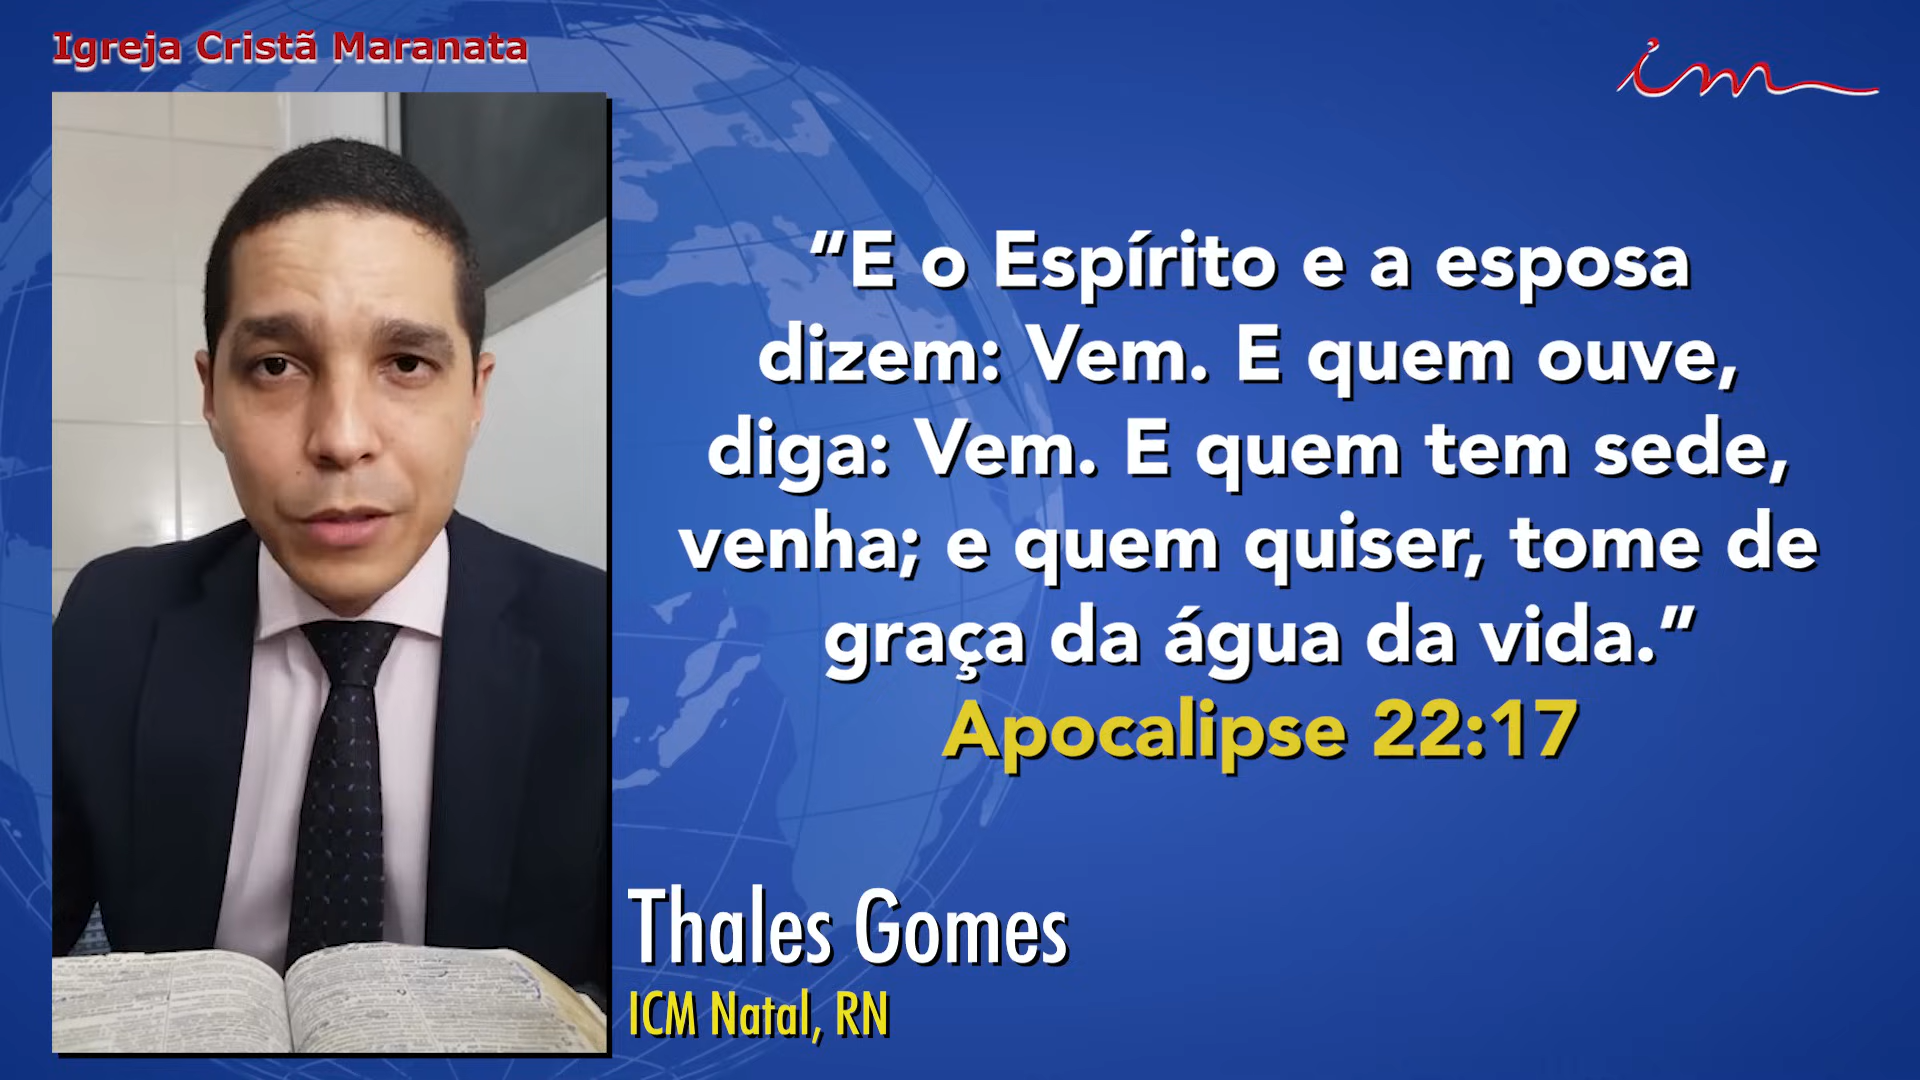 Igreja Cristã Maranata
im
“E o Espírito e a esposa
dizem: Vem. E quem ouve,
diga: Vem. E quem tem sede,
venha; e quem quiser, tome de
graça da água da vida.”
Apocalipse 22:17
Thales Gomes
ICM Natal, RN